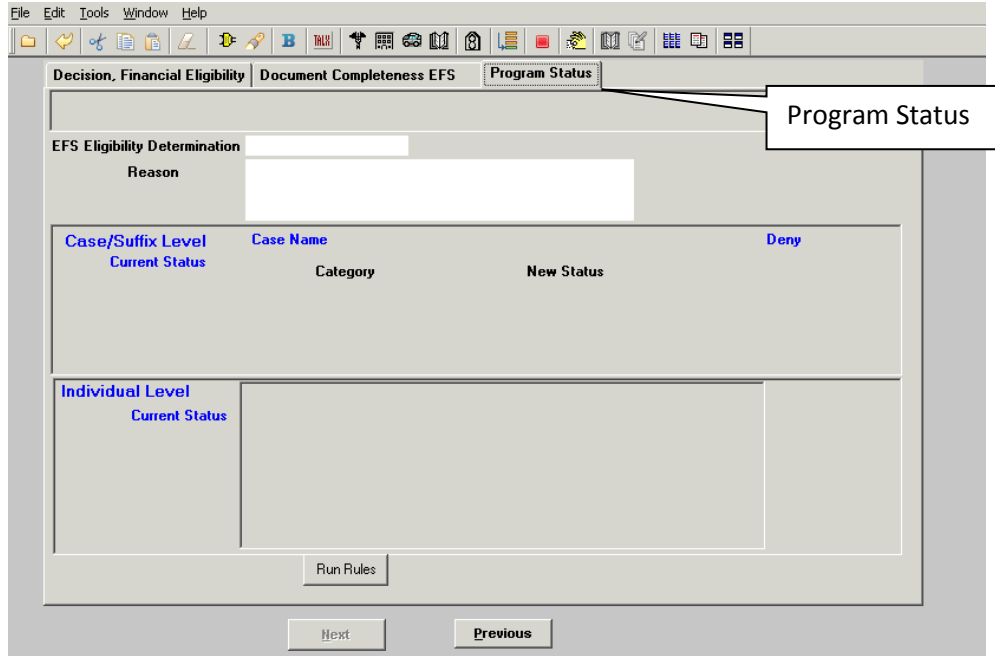 File Edit Tools Window Help
B TALX
Decision, Financial Eligibility Document Completeness EFS Program Status
Program Status
EFS Eligibility Determination
Reason
Case/Suffix Level Case Name Deny
Current Status
Category New Status
Individual Level
Current Status
Run Rules
Next Previous